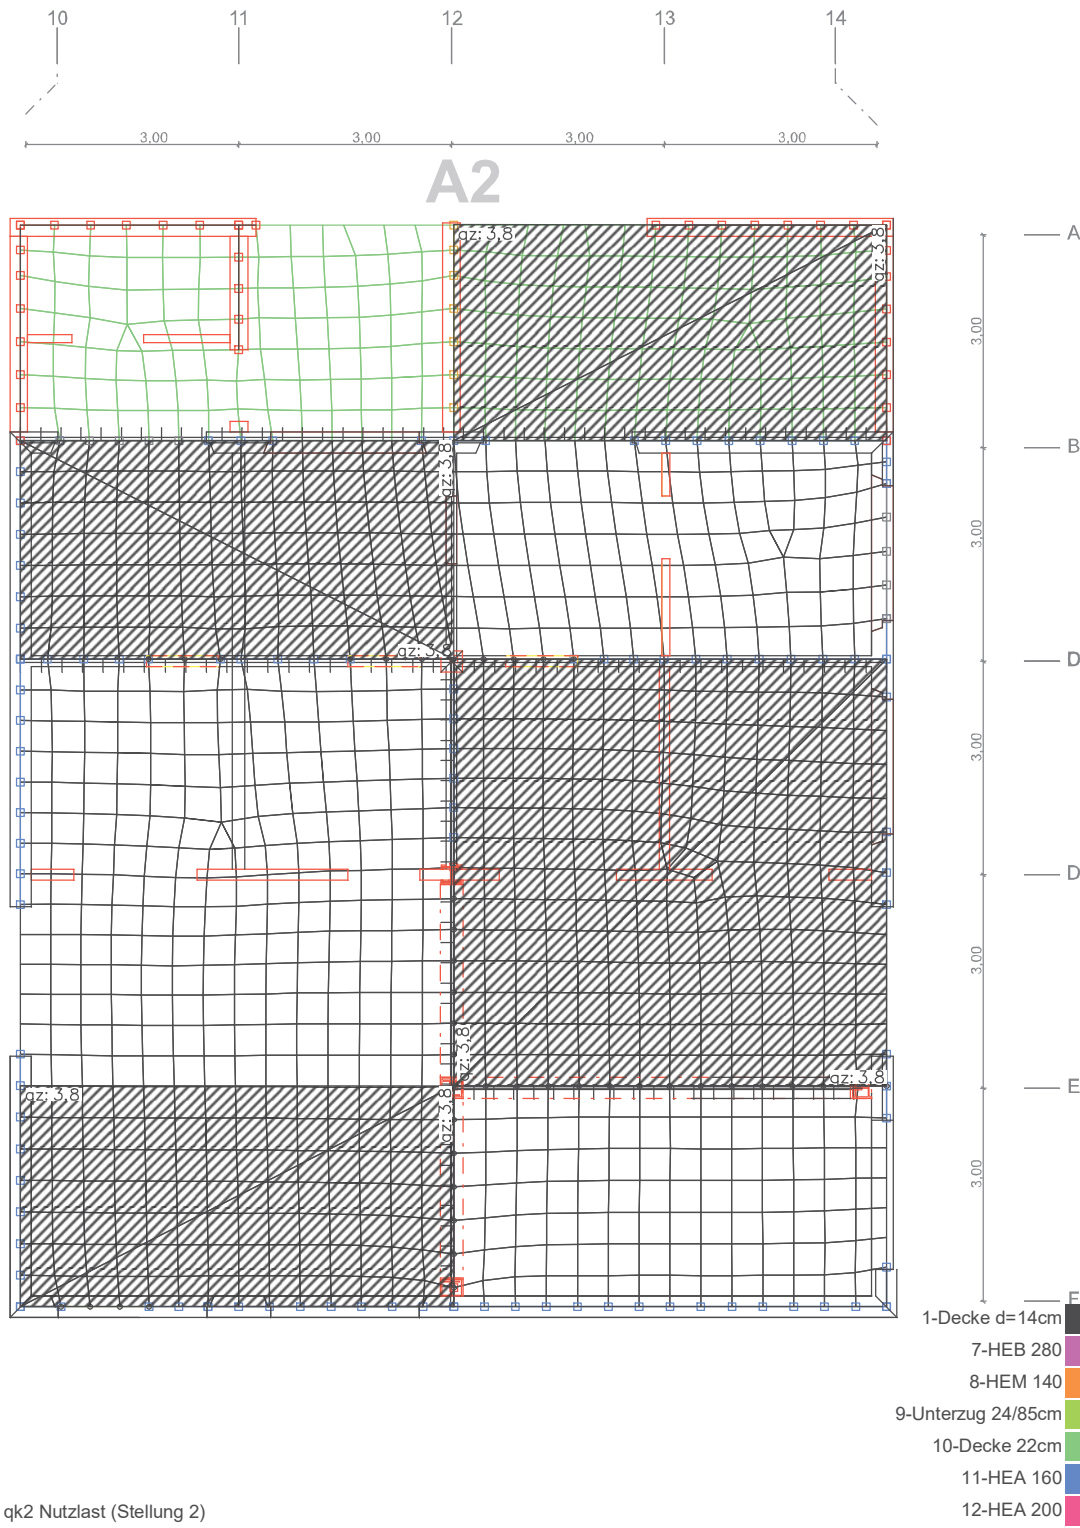 10 11 12 13 14
3,00 3,00 3,00 3,00
A2
A
qz: 3,8
qz: 3,8
3,00
B
qz: 3,8
3,00
qz: 3,8
D
3,00
D
3,00
qz: 3,8
qz: 3,8
qz: 3,8
qz: 3,8
E
3,00
F
1-Decke d=14cm
7-HEB 280
8-HEM 140
9-Unterzug 24/85cm
10-Decke 22cm
11-HEA 160
12-HEA 200
qk2 Nutzlast (Stellung 2)